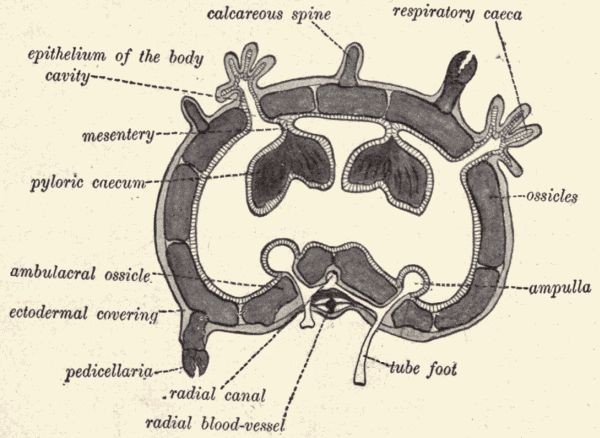 calcareous spine
respiratory caeca
epithelium of the body
cavity
mesentery
pyloric caecum
ossicles
ambulacral ossicle
ampulla
ectodermal covering
pedicellaria
tube foot
radial canal
radial blood-vessel